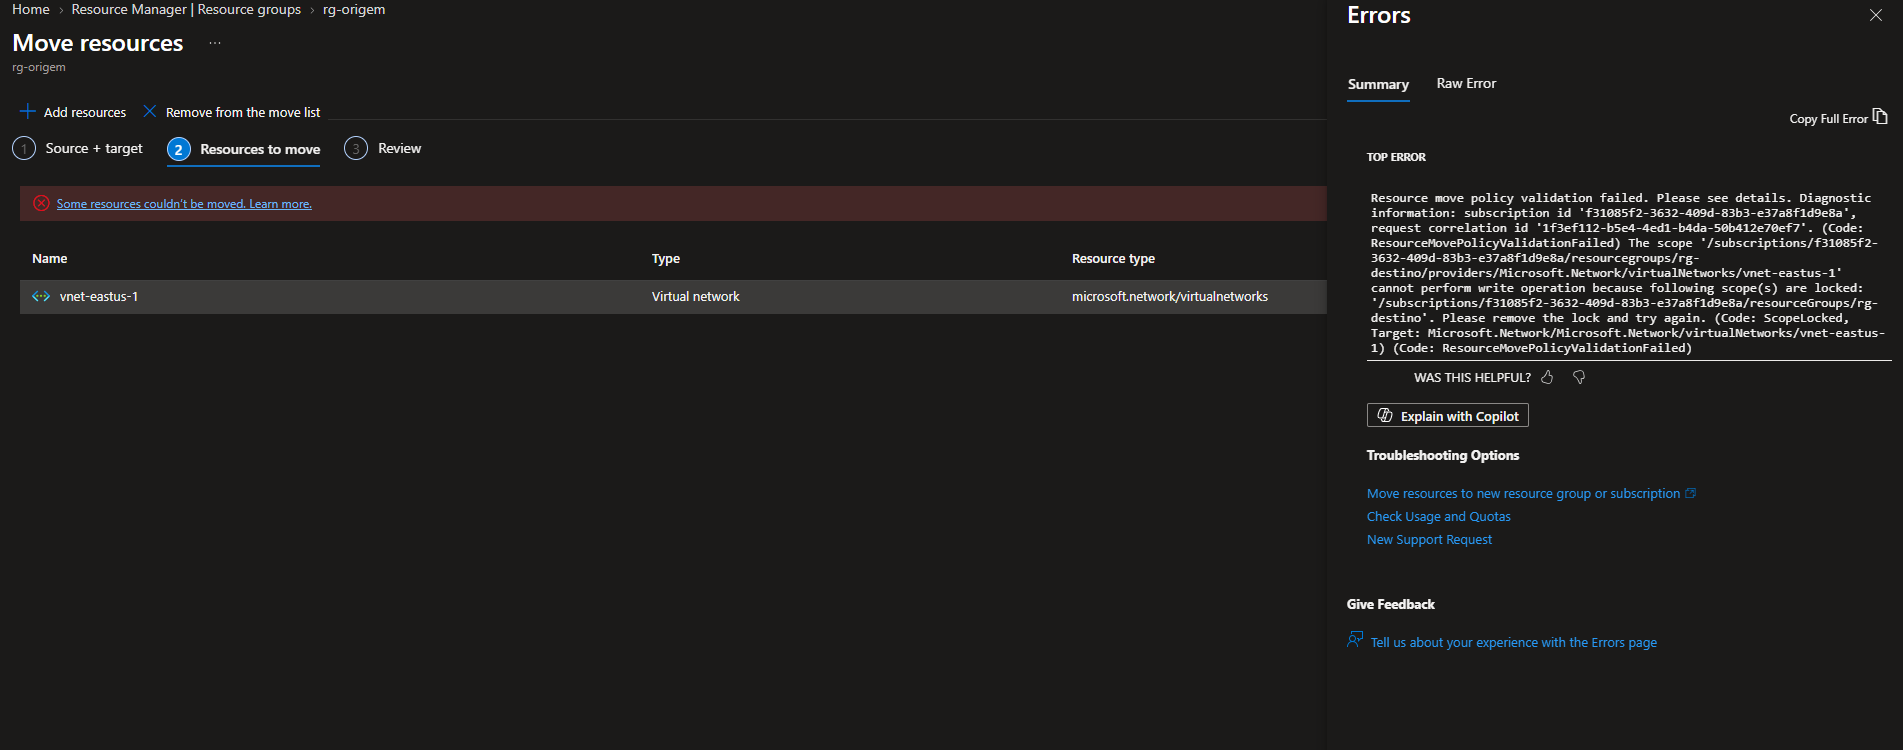 Home > Resource Manager | Resource groups > rg-origem
Move resources ...
rg-origem
Add resources Remove from the move list
1 Source + target 2 Resources to move 3 Review
Some resources couldn't be moved. Learn more.
Name Type Resource type
vnet-eastus-1 Virtual network microsoft.network/virtualnetworks
Errors
Summary Raw Error
Copy Full Error
TOP ERROR
Resource move policy validation failed. Please see details. Diagnostic
information: subscription id 'f31085f2-3632-409d-83b3-e37a8f1d9e8a',
request correlation id '1f3ef112-b5e4-4ed1-b4da-50b412e70ef7'. (Code:
ResourceMovePolicyValidationFailed) The scope '/subscriptions/f31085f2-
3632-409d-83b3-e37a8f1d9e8a/resourcegroups/rg-
destino/providers/Microsoft.Network/virtualNetworks/vnet-eastus-1'
cannot perform write operation because following scope(s) are locked:
'/subscriptions/f31085f2-3632-409d-83b3-e37a8f1d9e8a/resourceGroups/rg-
destino'. Please remove the lock and try again. (Code: ScopeLocked,
Target: Microsoft.Network/Microsoft.Network/virtualNetworks/vnet-eastus-
1) (Code: ResourceMovePolicyValidationFailed)
WAS THIS HELPFUL?
Explain with Copilot
Troubleshooting Options
Move resources to new resource group or subscription
Check Usage and Quotas
New Support Request
Give Feedback
Tell us about your experience with the Errors page